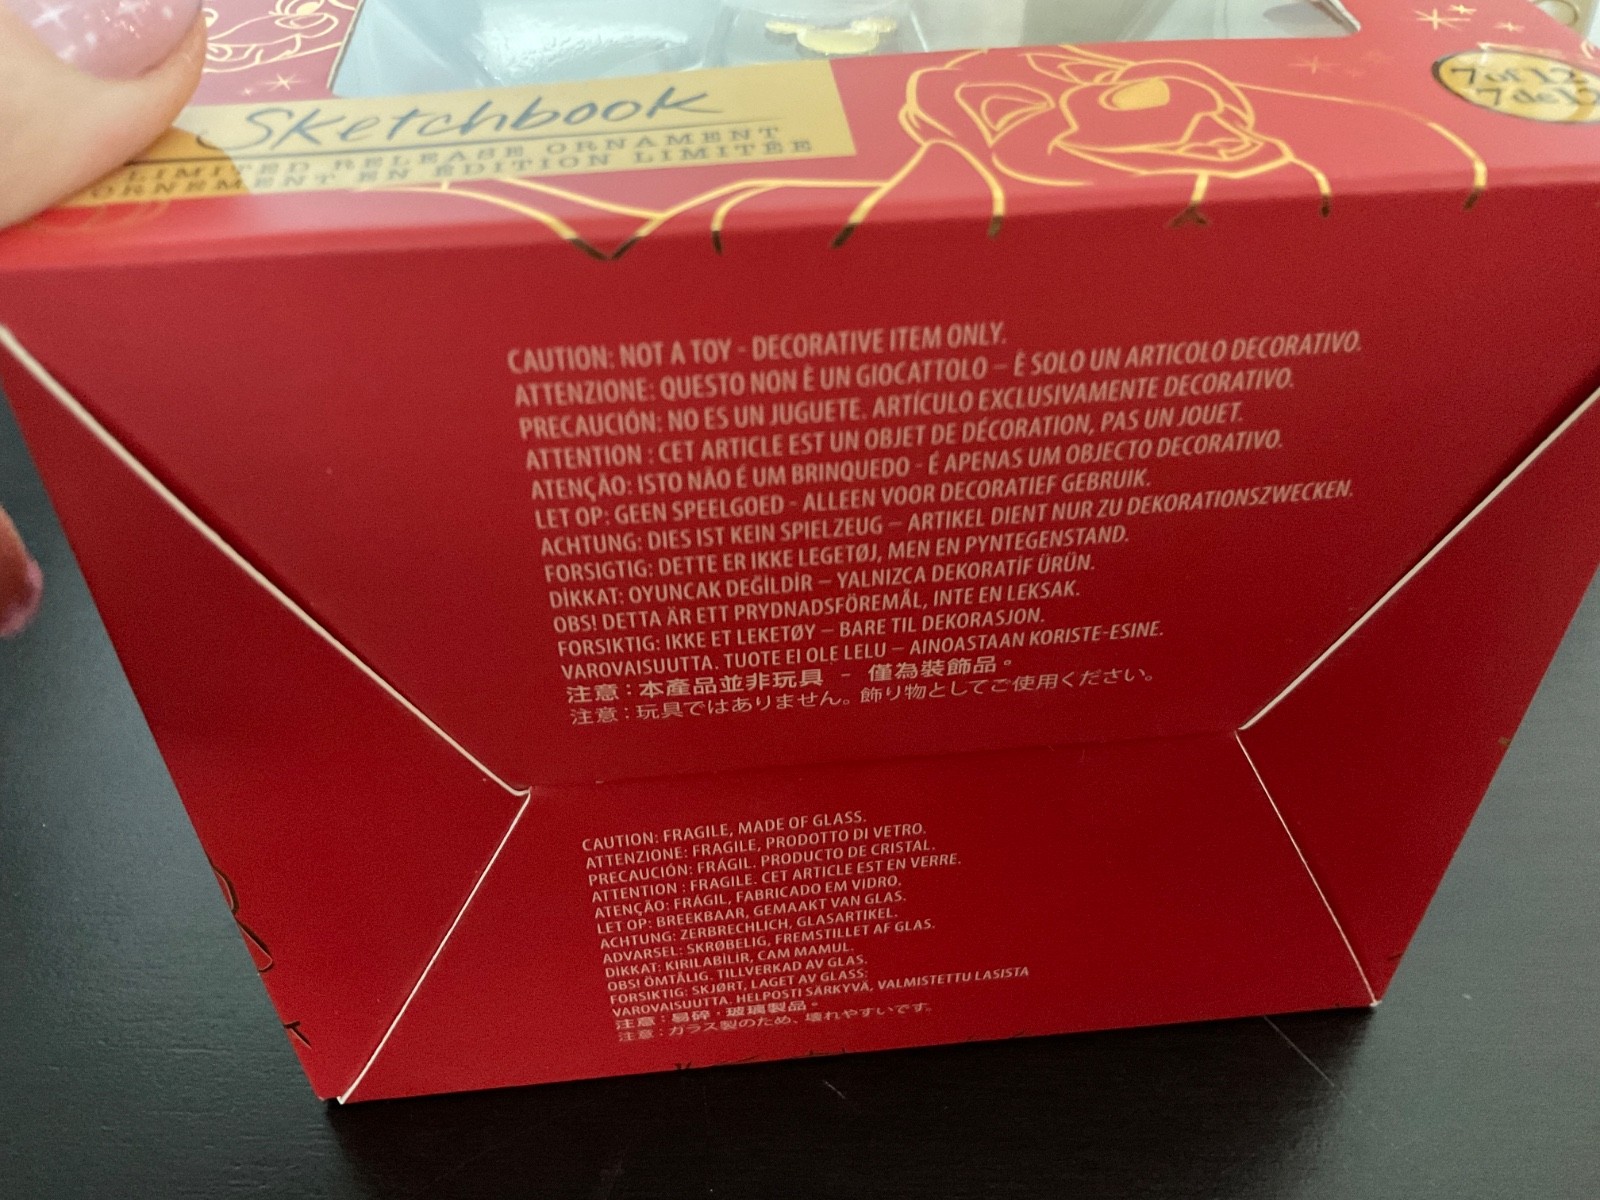 Sketchbook
LIMITED RELEASE ORNAMENT
ORNEMENT EN ÉDITION LIMITÉE
7 of 12
7 de 12
CAUTION: NOT A TOY - DECORATIVE ITEM ONLY.
ATTENZIONE: QUESTO NON È UN GIOCATTOLO – È SOLO UN ARTICOLO DECORATIVO.
PRECAUCIÓN: NO ES UN JUGUETE. ARTÍCULO EXCLUSIVAMENTE DECORATIVO.
ATTENTION : CET ARTICLE EST UN OBJET DE DÉCORATION, PAS UN JOUET.
ATENÇÃO: ISTO NÃO É UM BRINQUEDO - É APENAS UM OBJECTO DECORATIVO.
LET OP: GEEN SPEELGOED - ALLEEN VOOR DECORATIEF GEBRUIK.
ACHTUNG: DIES IST KEIN SPIELZEUG – ARTIKEL DIENT NUR ZU DEKORATIONSZWECKEN.
FORSIGTIG: DETTE ER IKKE LEGETØJ, MEN EN PYNTEGENSTAND.
DİKKAT: OYUNCAK DEĞİLDİR – YALNIZCA DEKORATİF ÜRÜN.
OBS! DETTA ÄR ETT PRYDNADSFÖREMÅL, INTE EN LEKSAK.
FORSIKTIG: IKKE ET LEKETØY – BARE TIL DEKORASJON.
VAROVAISUUTTA. TUOTE EI OLE LELU – AINOASTAAN KORISTE-ESINE.
注意：本產品並非玩具 - 僅為裝飾品。
注意：玩具ではありません。飾り物としてご使用ください。
CAUTION: FRAGILE, MADE OF GLASS.
ATTENZIONE: FRAGILE, PRODOTTO DI VETRO.
PRECAUCIÓN: FRÁGIL. PRODUCTO DE CRISTAL.
ATTENTION : FRAGILE. CET ARTICLE EST EN VERRE.
ATENÇÃO: FRÁGIL, FABRICADO EM VIDRO.
LET OP: BREEKBAAR, GEMAAKT VAN GLAS.
ACHTUNG: ZERBRECHLICH, GLASARTIKEL.
ADVARSEL: SKRØBELIG, FREMSTILLET AF GLAS.
DİKKAT: KIRILABİLİR, CAM MAMUL.
OBS! ÖMTÅLIG. TILLVERKAD AV GLAS.
FORSIKTIG: SKJØRT, LAGET AV GLASS:
VAROVAISUUTTA. HELPOSTI SÄRKYVÄ, VALMISTETTU LASISTA
注意：易碎，玻璃製品。
注意：ガラス製のため、壊れやすいです。